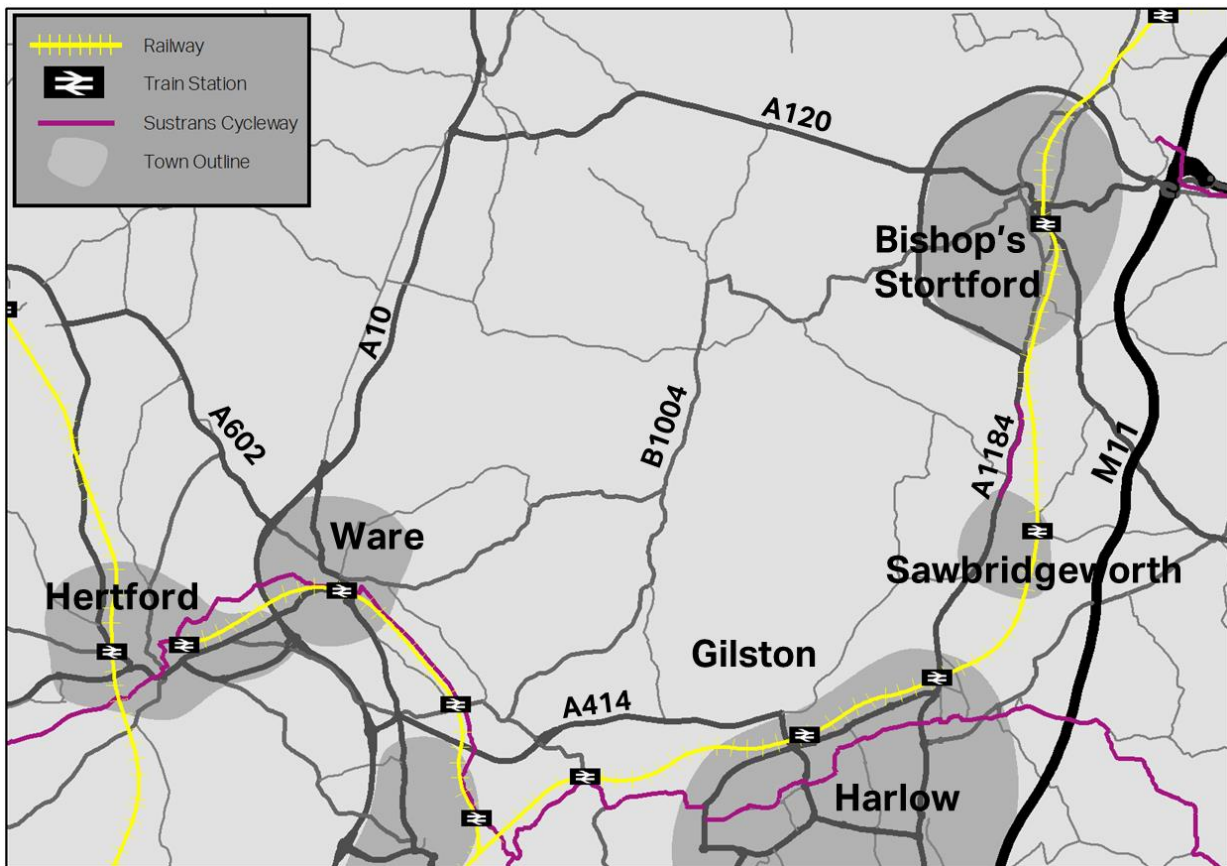 Railway
Train Station
Sustrans Cycleway
Town Outline
A120
Bishop's
Stortford
A10
A602
B1004
A1184
M11
Ware
Sawbridgeworth
Hertford
Gilston
A414
Harlow